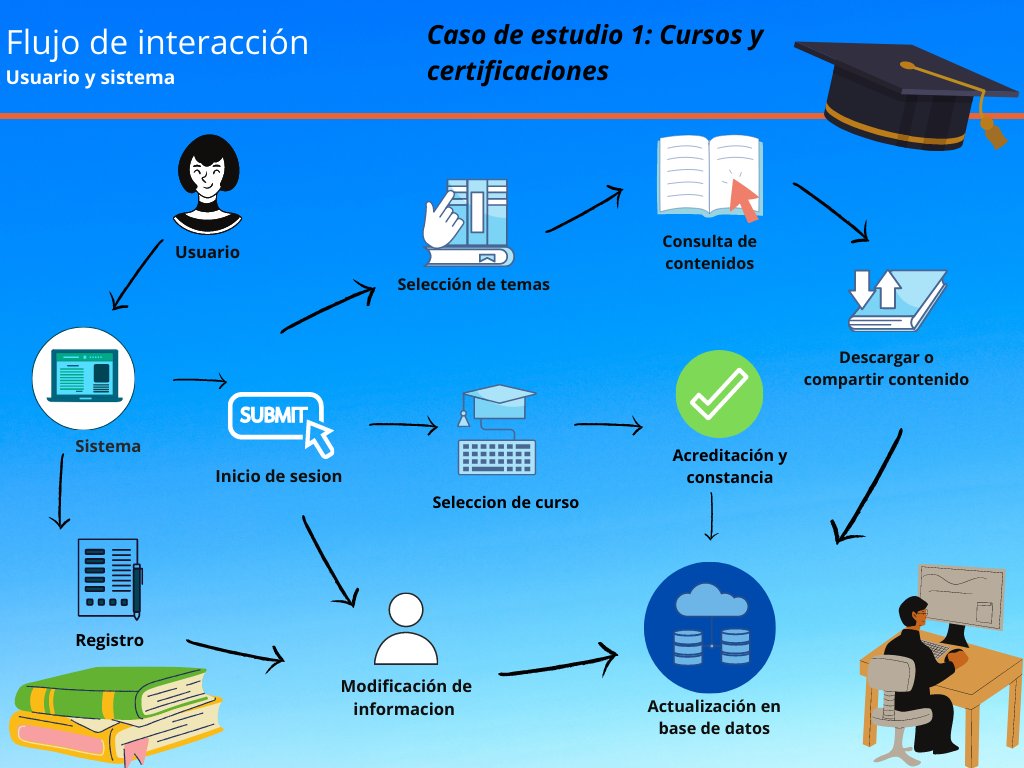 Flujo de interacción
Usuario y sistema
Caso de estudio 1: Cursos y
certificaciones
Usuario
Selección de temas
Consulta de
contenidos
Descargar o
compartir contenido
Sistema
SUBMIT
Inicio de sesion
Seleccion de curso
Acreditación y
constancia
Registro
Modificación de
informacion
Actualización en
base de datos